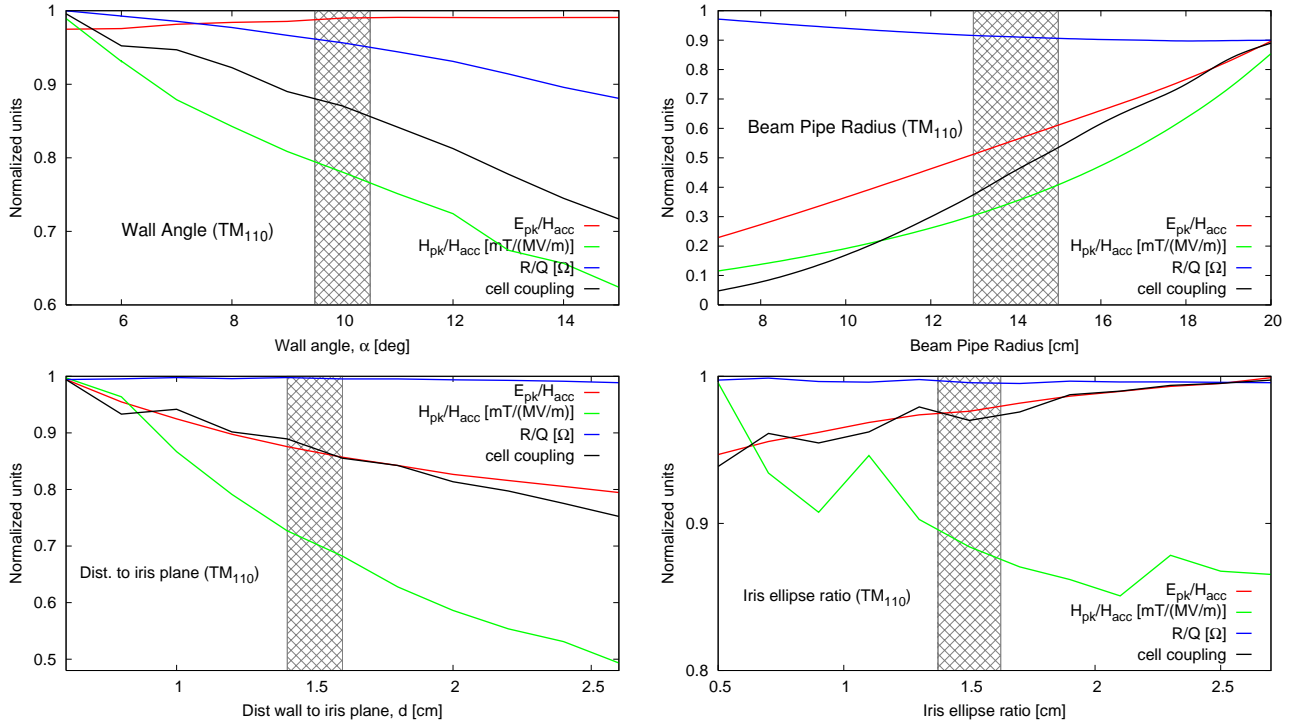 1
0.9
0.8
0.7
0.6
Normalized units
Wall Angle (TM110)
Epk/Hacc
Hpk/Hacc [mT/(MV/m)]
R/Q [Ω]
cell coupling
6 8 10 12 14
Wall angle, α [deg]
1
0.9
0.8
0.7
0.6
0.5
0.4
0.3
0.2
0.1
0
Normalized units
Beam Pipe Radius (TM110)
Epk/Hacc
Hpk/Hacc [mT/(MV/m)]
R/Q [Ω]
cell coupling
8 10 12 14 16 18 20
Beam Pipe Radius [cm]
1
0.9
0.8
0.7
0.6
0.5
Normalized units
Dist. to iris plane (TM110)
Epk/Hacc
Hpk/Hacc [mT/(MV/m)]
R/Q [Ω]
cell coupling
1 1.5 2 2.5
Dist wall to iris plane, d [cm]
1
0.9
0.8
Normalized units
Iris ellipse ratio (TM110)
Epk/Hacc
Hpk/Hacc [mT/(MV/m)]
R/Q [Ω]
cell coupling
0.5 1 1.5 2 2.5
Iris ellipse ratio [cm]